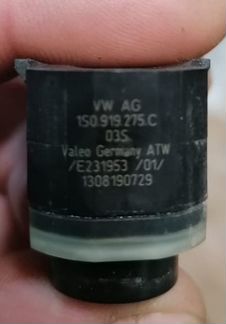 VW AG
1S0.919.275.C
03S
Valeo Germany ATW
/E231953 /01/
1308190729